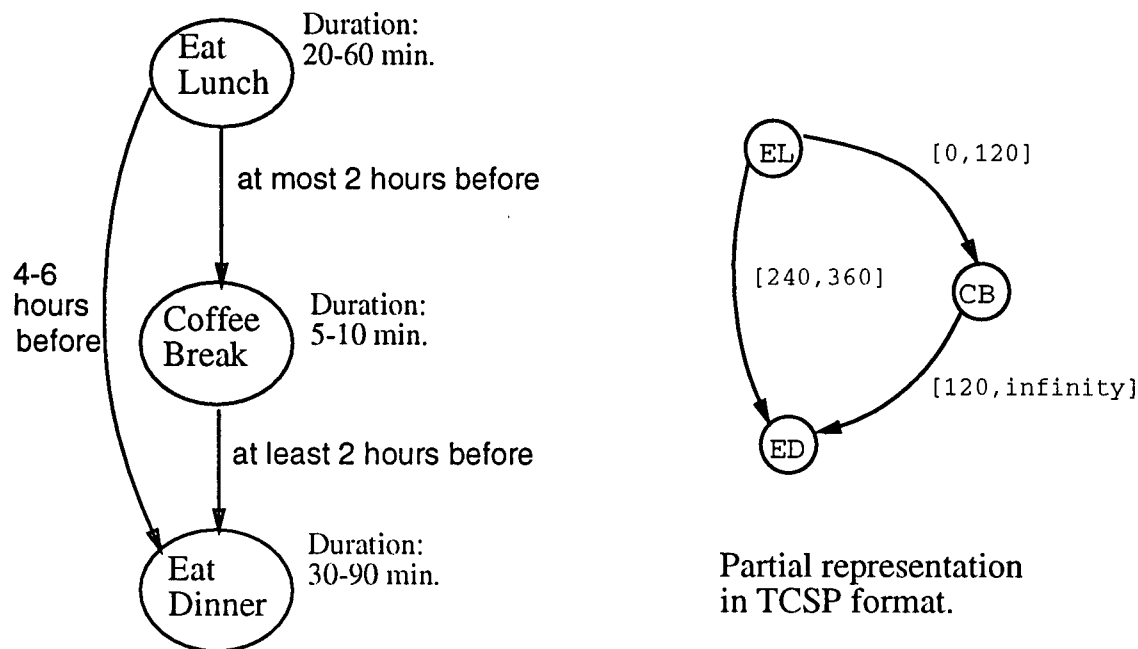 Eat
Lunch
Duration:
20-60 min.
at most 2 hours before
4-6
hours
before
Coffee
Break
Duration:
5-10 min.
at least 2 hours before
Eat
Dinner
Duration:
30-90 min.
EL
[0,120]
[240,360]
CB
[120,infinity}
ED
Partial representation
in TCSP format.